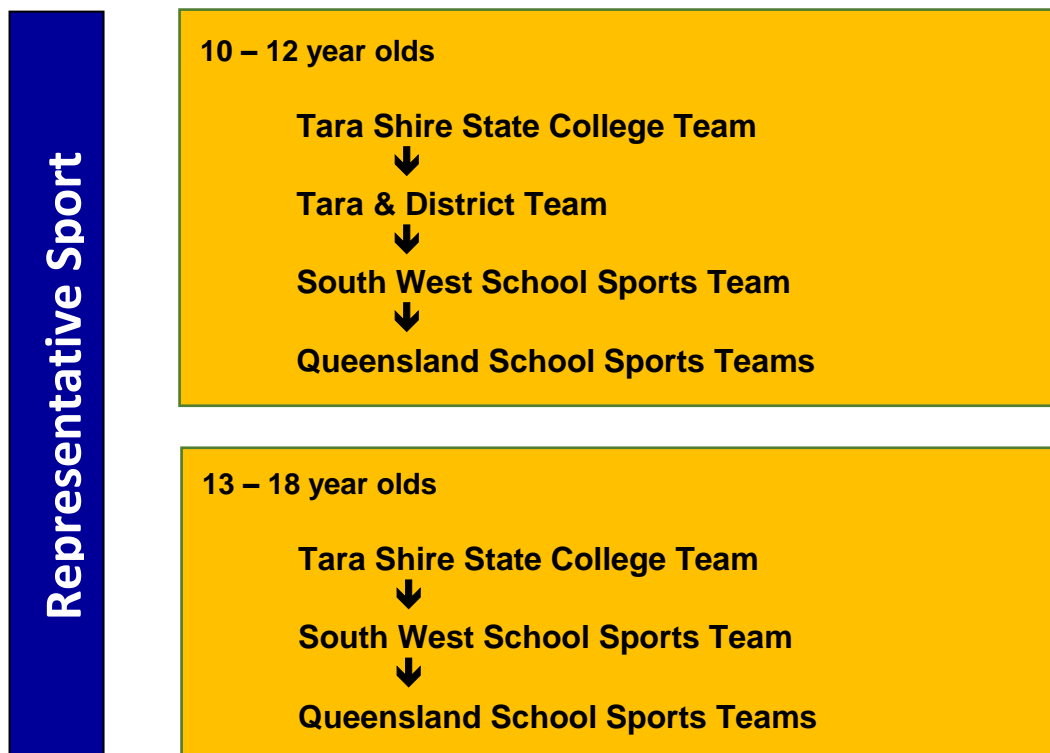 Representative Sport
10 – 12 year olds
Tara Shire State College Team
Tara & District Team
South West School Sports Team
Queensland School Sports Teams
13 – 18 year olds
Tara Shire State College Team
South West School Sports Team
Queensland School Sports Teams